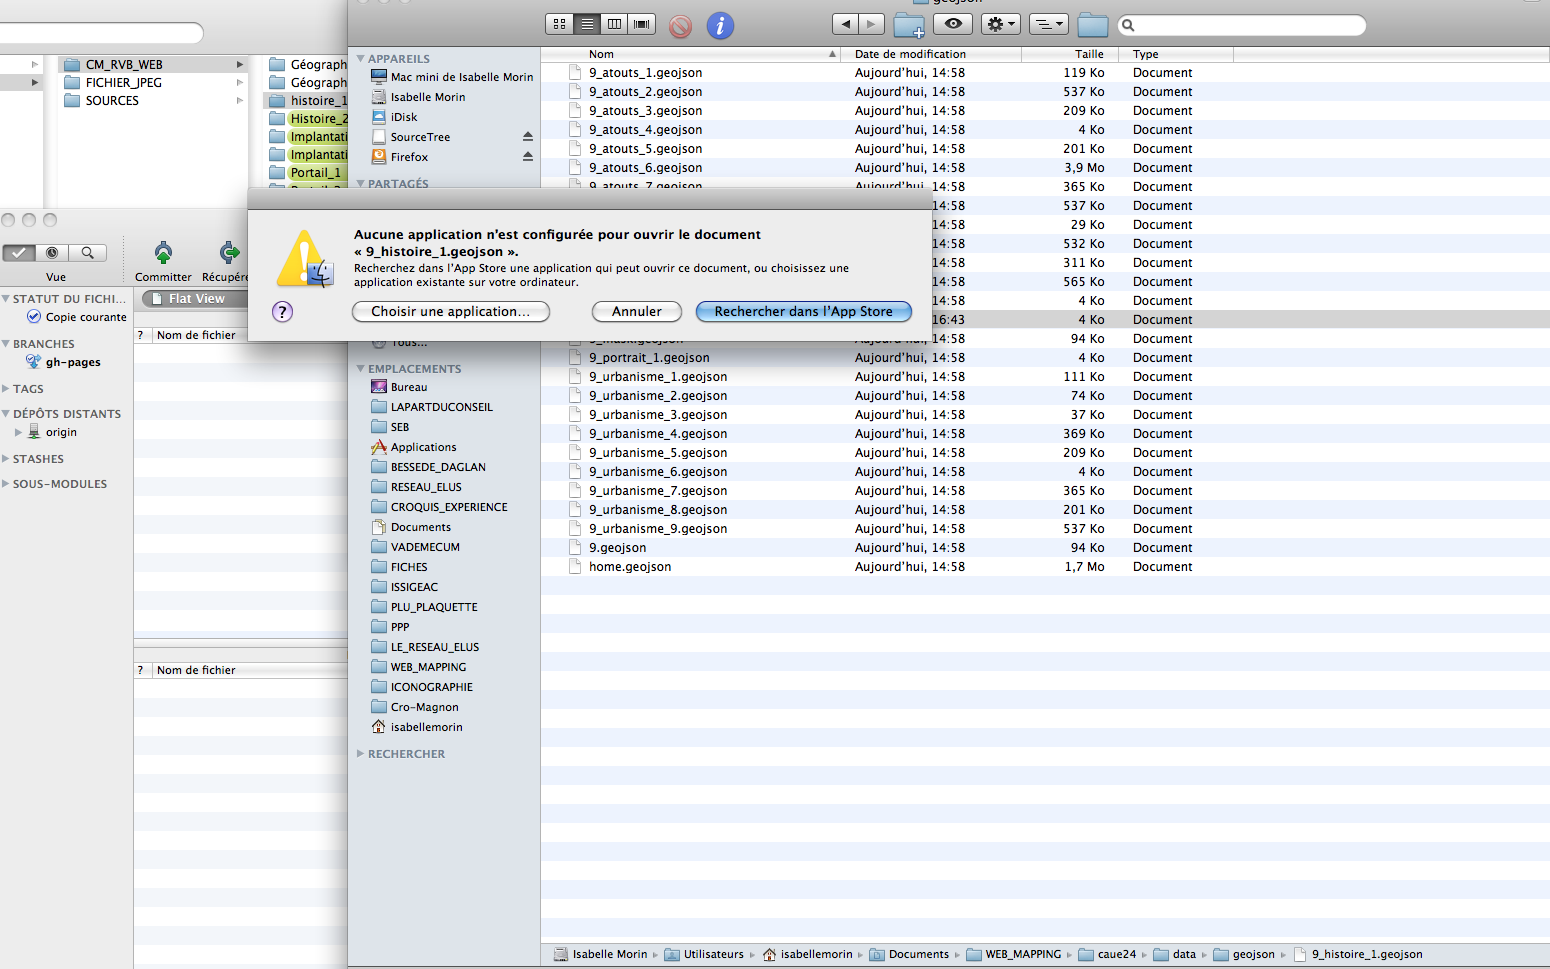 geojson
CM_RVB_WEB
FICHIER_JPEG
SOURCES
Géograph
Géograph
histoire_1
Histoire_2
Implantati
Implantati
Portail_1
Vue
Committer
Récupére
STATUT DU FICHI...
Copie courante
BRANCHES
gh-pages
TAGS
DÉPÔTS DISTANTS
origin
STASHES
SOUS-MODULES
Flat View
? Nom de fichier
? Nom de fichier
APPAREILS
Mac mini de Isabelle Morin
Isabelle Morin
iDisk
SourceTree
Firefox
PARTAGÉS
Tous...
EMPLACEMENTS
Bureau
LAPARTDUCONSEIL
SEB
Applications
BESSEDE_DAGLAN
RESEAU_ELUS
CROQUIS_EXPERIENCE
Documents
VADEMECUM
FICHES
ISSIGEAC
PLU_PLAQUETTE
PPP
LE_RESEAU_ELUS
WEB_MAPPING
ICONOGRAPHIE
Cro-Magnon
isabellemorin
RECHERCHER
Nom Date de modification Taille Type
9_atouts_1.geojson Aujourd'hui, 14:58 119 Ko Document
9_atouts_2.geojson Aujourd'hui, 14:58 537 Ko Document
9_atouts_3.geojson Aujourd'hui, 14:58 209 Ko Document
9_atouts_4.geojson Aujourd'hui, 14:58 4 Ko Document
9_atouts_5.geojson Aujourd'hui, 14:58 201 Ko Document
9_atouts_6.geojson Aujourd'hui, 14:58 3,9 Mo Document
9_atouts_7.geojson Aujourd'hui, 14:58 365 Ko Document
14:58 537 Ko Document
14:58 29 Ko Document
14:58 532 Ko Document
14:58 311 Ko Document
14:58 565 Ko Document
14:58 4 Ko Document
16:43 4 Ko Document
9_mask.geojson Aujourd'hui, 14:58 94 Ko Document
9_portrait_1.geojson Aujourd'hui, 14:58 4 Ko Document
9_urbanisme_1.geojson Aujourd'hui, 14:58 111 Ko Document
9_urbanisme_2.geojson Aujourd'hui, 14:58 74 Ko Document
9_urbanisme_3.geojson Aujourd'hui, 14:58 37 Ko Document
9_urbanisme_4.geojson Aujourd'hui, 14:58 369 Ko Document
9_urbanisme_5.geojson Aujourd'hui, 14:58 209 Ko Document
9_urbanisme_6.geojson Aujourd'hui, 14:58 4 Ko Document
9_urbanisme_7.geojson Aujourd'hui, 14:58 365 Ko Document
9_urbanisme_8.geojson Aujourd'hui, 14:58 201 Ko Document
9_urbanisme_9.geojson Aujourd'hui, 14:58 537 Ko Document
9.geojson Aujourd'hui, 14:58 94 Ko Document
home.geojson Aujourd'hui, 14:58 1,7 Mo Document
Aucune application n'est configurée pour ouvrir le document
« 9_histoire_1.geojson ».
Recherchez dans l'App Store une application qui peut ouvrir ce document, ou choisissez une
application existante sur votre ordinateur.
? Choisir une application... Annuler Rechercher dans l'App Store
Isabelle Morin ▸ Utilisateurs ▸ isabellemorin ▸ Documents ▸ WEB_MAPPING ▸ caue24 ▸ data ▸ geojson ▸ 9_histoire_1.geojson